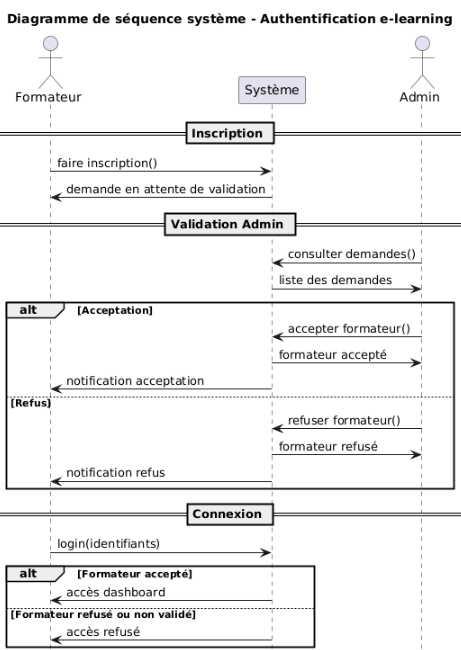 Diagramme de séquence système - Authentification e-learning
Formateur
Système
Admin
Inscription
faire inscription()
demande en attente de validation
Validation Admin
consulter demandes()
liste des demandes
alt [Acceptation]
accepter formateur()
formateur accepté
notification acceptation
[Refus]
refuser formateur()
formateur refusé
notification refus
Connexion
login(identifiants)
alt [Formateur accepté]
accès dashboard
[Formateur refusé ou non validé]
accès refusé